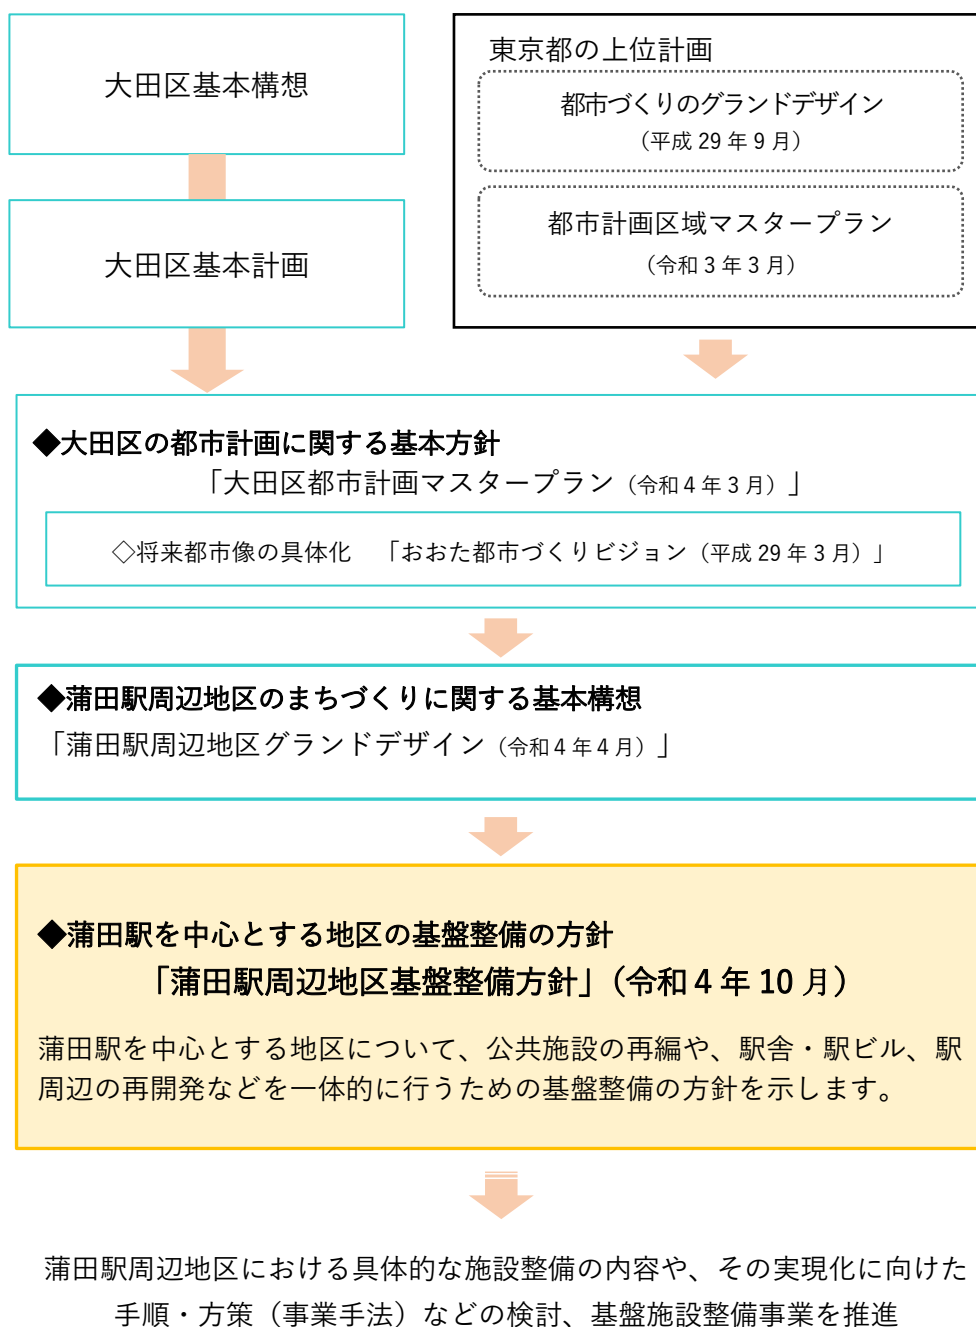 大田区基本構想
大田区基本計画
東京都の上位計画
都市づくりのグランドデザイン
（平成 29 年 9 月）
都市計画区域マスタープラン
（令和 3 年 3 月）
◆大田区の都市計画に関する基本方針
「大田区都市計画マスタープラン（令和 4 年 3 月）」
◇将来都市像の具体化　「おおた都市づくりビジョン（平成 29 年 3 月）」
◆蒲田駅周辺地区のまちづくりに関する基本構想
「蒲田駅周辺地区グランドデザイン（令和 4 年 4 月）」
◆蒲田駅を中心とする地区の基盤整備の方針
「蒲田駅周辺地区基盤整備方針」（令和 4 年 10 月）
蒲田駅を中心とする地区について、公共施設の再編や、駅舎・駅ビル、駅
周辺の再開発などを一体的に行うための基盤整備の方針を示します。
蒲田駅周辺地区における具体的な施設整備の内容や、その実現化に向けた
手順・方策（事業手法）などの検討、基盤施設整備事業を推進